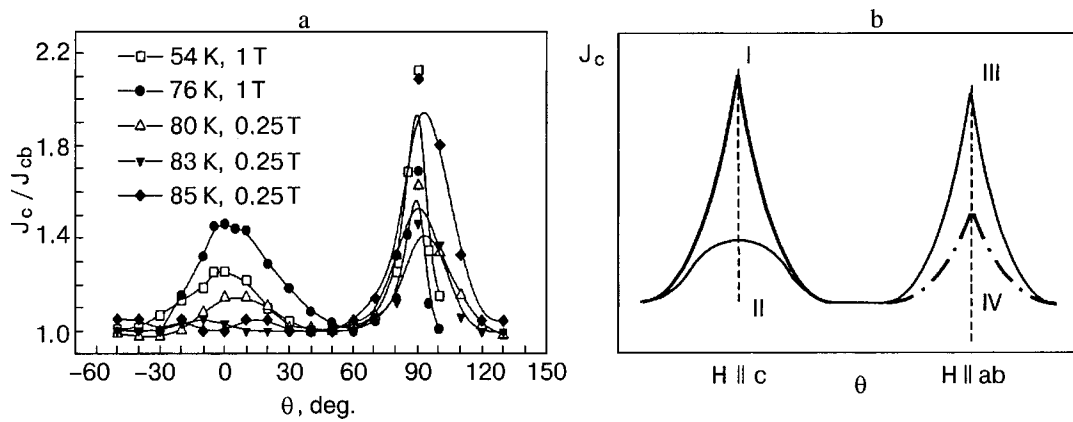 a
b
2.2
1.8
1.4
1.0
J_c / J_cb
54 K, 1 T
76 K, 1 T
80 K, 0.25 T
83 K, 0.25 T
85 K, 0.25 T
−60 −30 0 30 60 90 120 150
θ, deg.
J_c
I
III
II
IV
H || c θ H || ab